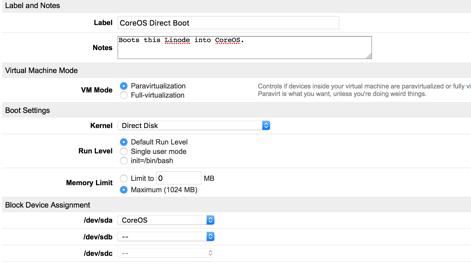 Label and Notes
Label CoreOS Direct Boot
Notes Boots this Linode into CoreOS.
Virtual Machine Mode
VM Mode Paravirtualization Controls if devices inside your virtual machine are paravirtualized or fully vi
Full-virtualization Paravirt is what you want, unless you're doing weird things.
Boot Settings
Kernel Direct Disk
Run Level Default Run Level
Single user mode
init=/bin/bash
Memory Limit Limit to 0 MB
Maximum (1024 MB)
Block Device Assignment
/dev/sda CoreOS
/dev/sdb --
/dev/sdc --